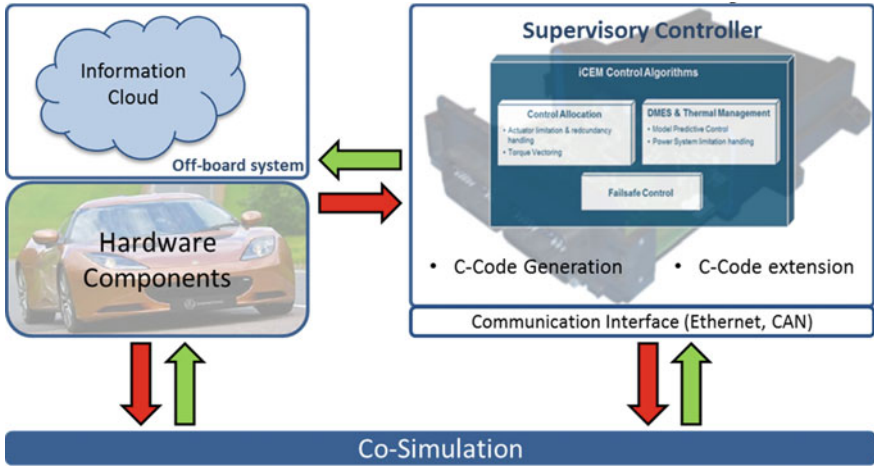 Information
Cloud
Off-board system
Hardware
Components
Supervisory Controller
iCEM Control Algorithms
Control Allocation
• Actuator limitation & redundancy
handling
• Torque Vectoring
DMES & Thermal Management
• Model Predictive Control
• Power System limitation handling
Failsafe Control
• C-Code Generation
• C-Code extension
Communication Interface (Ethernet, CAN)
Co-Simulation